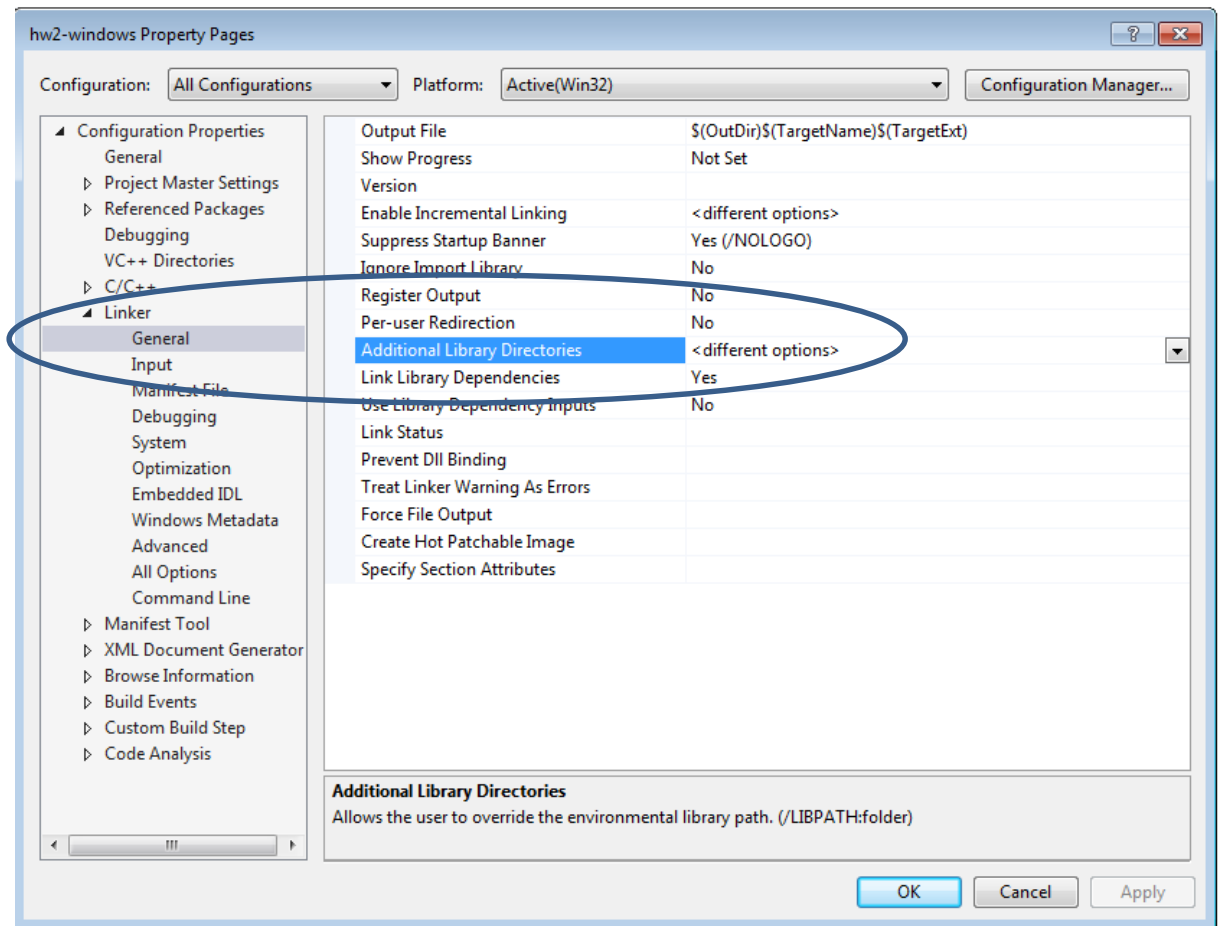 hw2-windows Property Pages
Configuration: All Configurations Platform: Active(Win32) Configuration Manager...
Configuration Properties
General
Project Master Settings
Referenced Packages
Debugging
VC++ Directories
C/C++
Linker
General
Input
Manifest File
Debugging
System
Optimization
Embedded IDL
Windows Metadata
Advanced
All Options
Command Line
Manifest Tool
XML Document Generator
Browse Information
Build Events
Custom Build Step
Code Analysis
Output File $(OutDir)$(TargetName)$(TargetExt)
Show Progress Not Set
Version
Enable Incremental Linking <different options>
Suppress Startup Banner Yes (/NOLOGO)
Ignore Import Library No
Register Output No
Per-user Redirection No
Additional Library Directories <different options>
Link Library Dependencies Yes
Use Library Dependency Inputs No
Link Status
Prevent Dll Binding
Treat Linker Warning As Errors
Force File Output
Create Hot Patchable Image
Specify Section Attributes
Additional Library Directories
Allows the user to override the environmental library path. (/LIBPATH:folder)
OK Cancel Apply